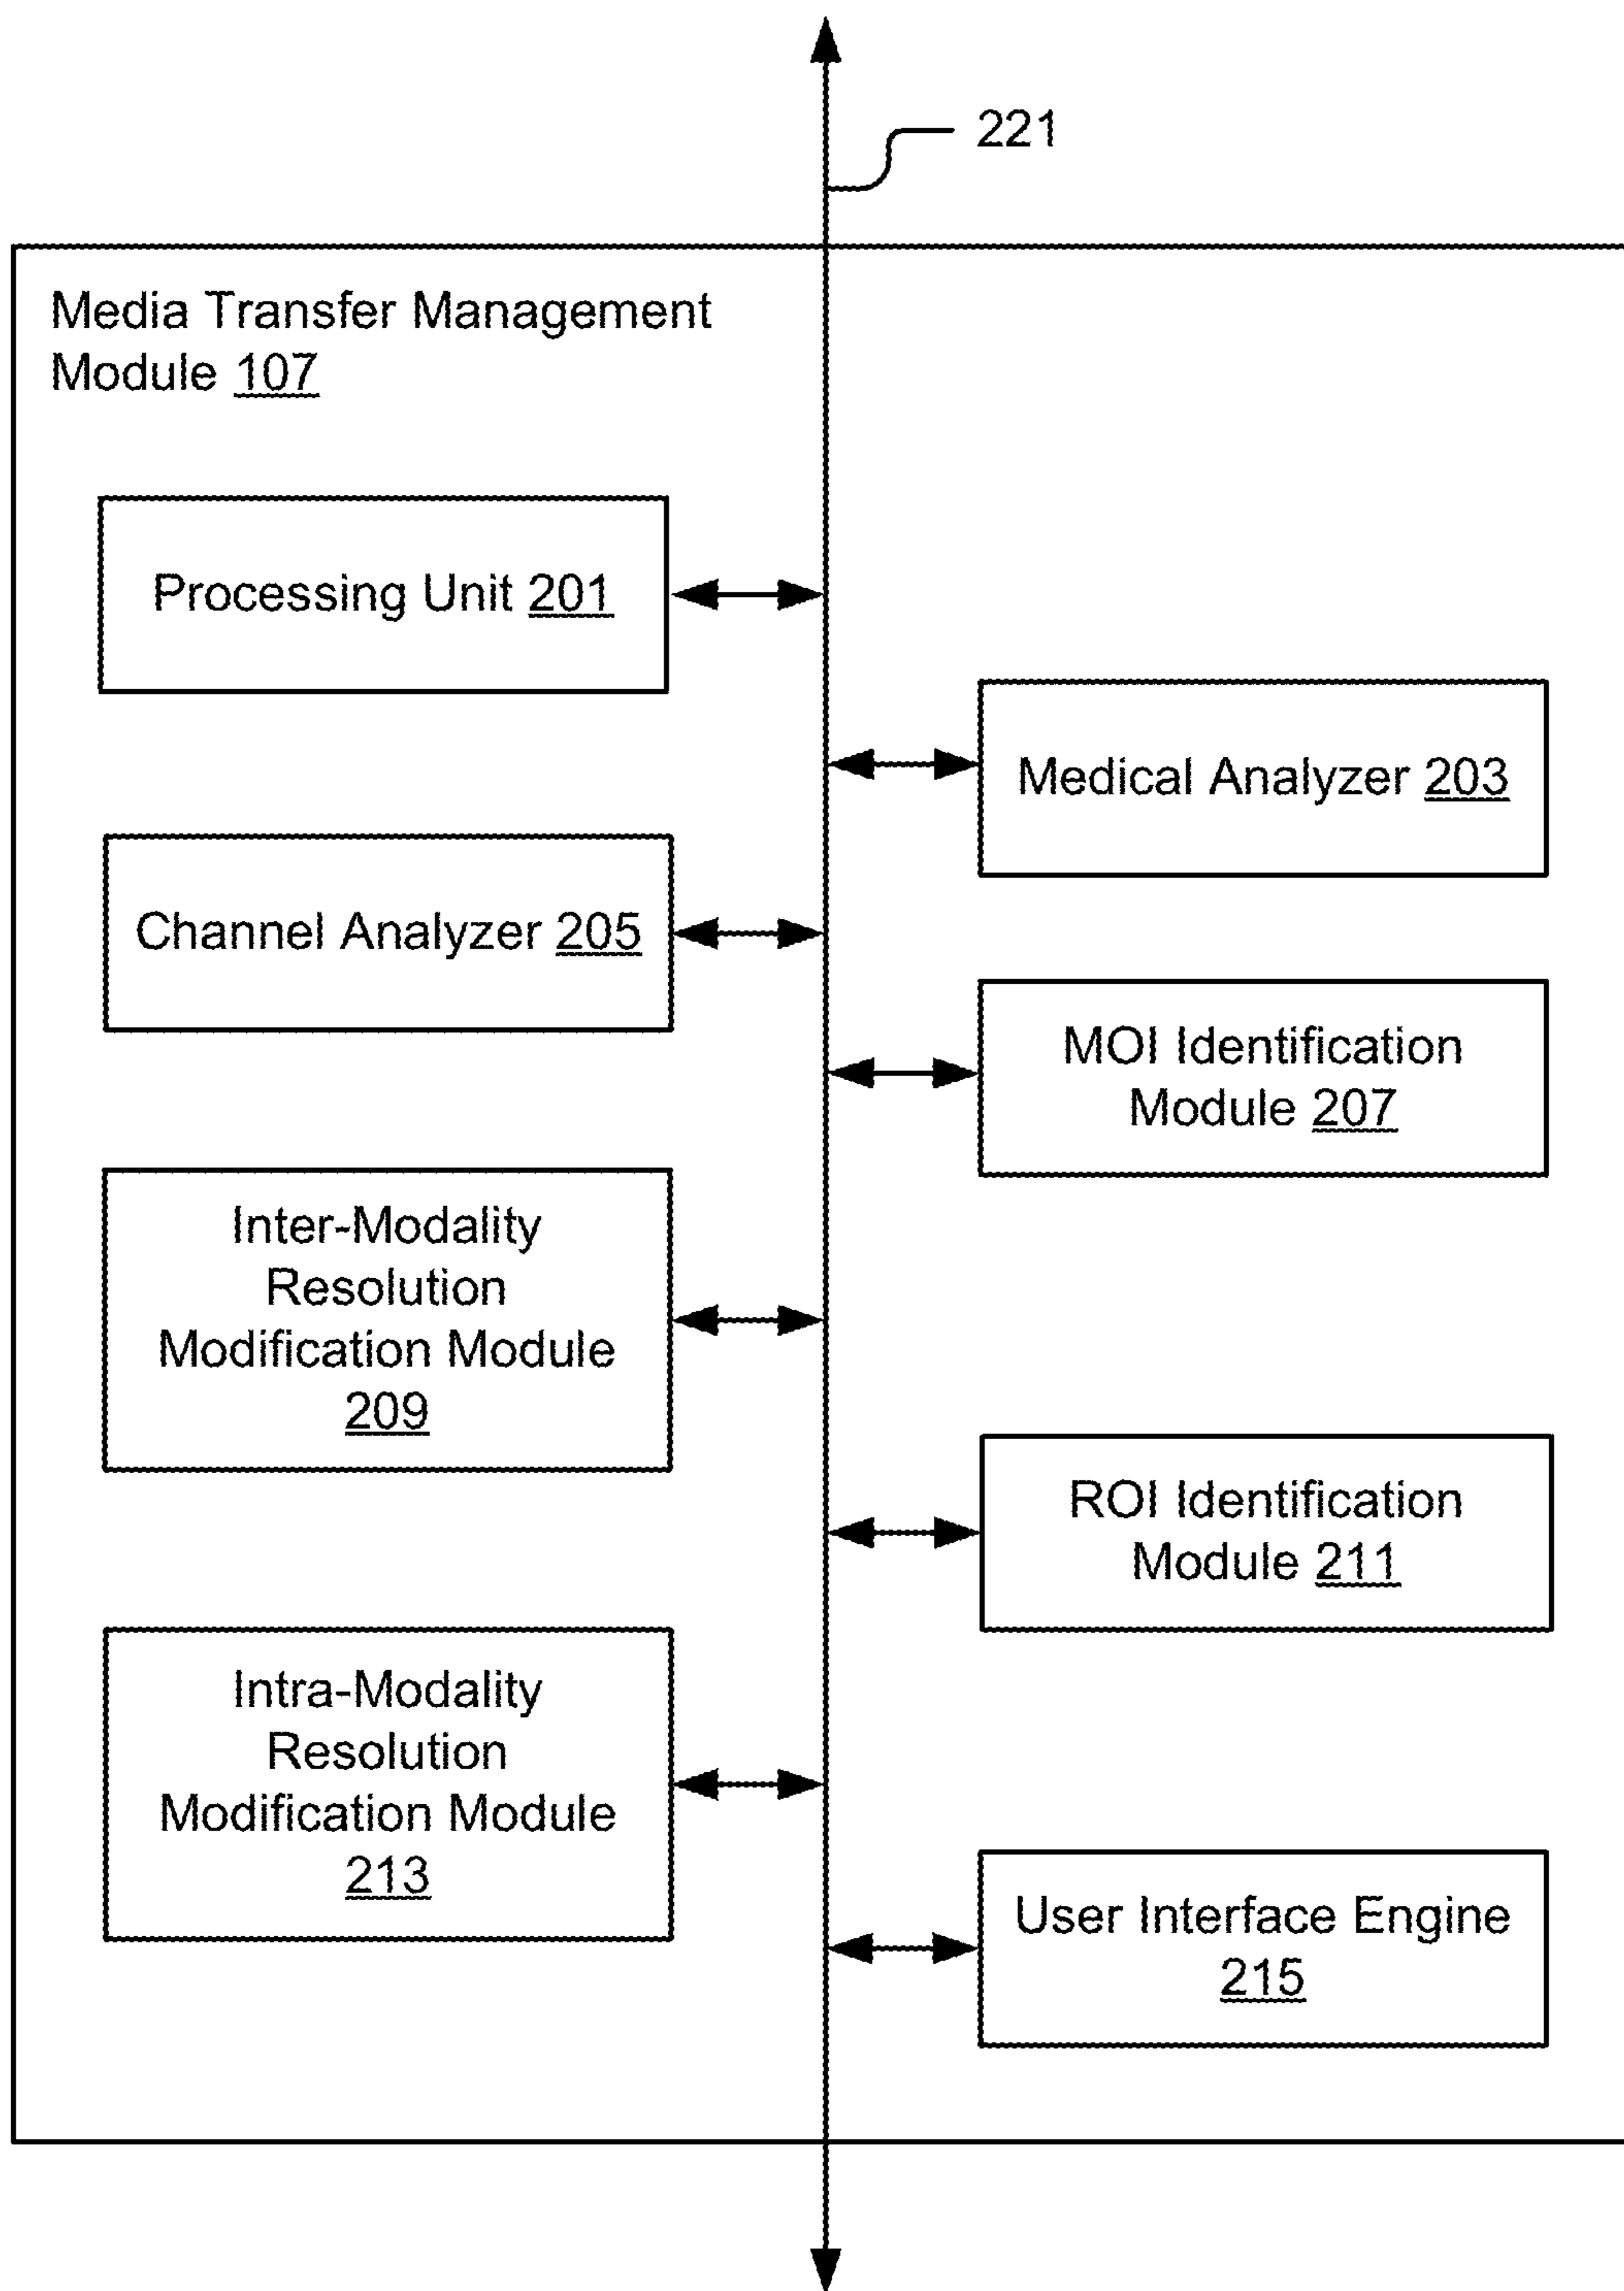 221
Media Transfer Management
Module 107
Processing Unit 201
Medical Analyzer 203
Channel Analyzer 205
MOI Identification
Module 207
Inter-Modality
Resolution
Modification Module
209
ROI Identification
Module 211
Intra-Modality
Resolution
Modification Module
213
User Interface Engine
215